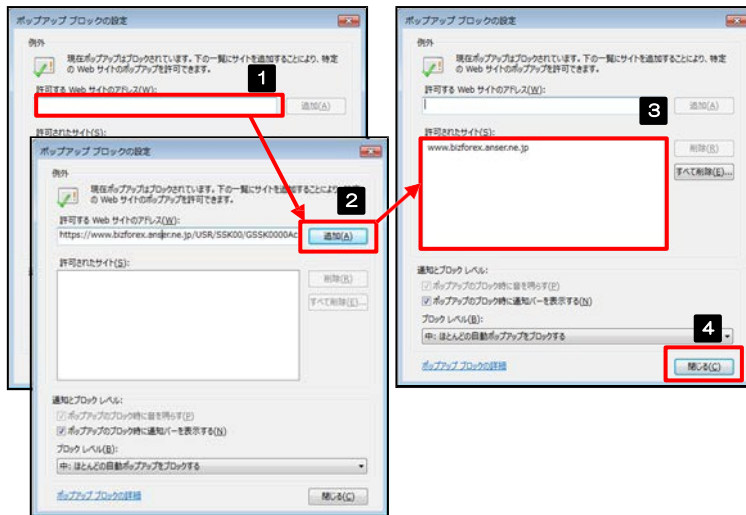 ポップアップ ブロックの設定
例外
現在ポップアップはブロックされています。下の一覧にサイトを追加することにより、特定
の Web サイトのポップアップを許可できます。
1
許可する Web サイトのアドレス(W):
追加(A)
許可されたサイト(S):
ポップアップ ブロックの設定
例外
現在ポップアップはブロックされています。下の一覧にサイトを追加することにより、
の Web サイトのポップアップを許可できます。
2
許可する Web サイトのアドレス(W):
https://www.bizforex.anser.ne.jp/USR/SSK00/GSSK0000Ac
追加(A)
許可されたサイト(S):
削除(R)
すべて削除(E)...
通知とブロック レベル:
ポップアップのブロック時に音を鳴らす(P)
ポップアップのブロック時に通知バーを表示する(N)
ブロック レベル(B):
中: ほとんどの自動ポップアップをブロックする
ポップアップ ブロックの詳細
閉じる(C)
ポップアップ ブロックの設定
例外
現在ポップアップはブロックされています。下の一覧にサイトを追加することにより、特定
の Web サイトのポップアップを許可できます。
許可する Web サイトのアドレス(W):
3
追加(A)
許可されたサイト(S):
www.bizforex.anser.ne.jp
削除(R)
すべて削除(E)...
通知とブロック レベル:
ポップアップのブロック時に音を鳴らす(P)
ポップアップのブロック時に通知バーを表示する(N)
ブロック レベル(B):
4
中: ほとんどの自動ポップアップをブロックする
ポップアップ ブロックの詳細
閉じる(C)